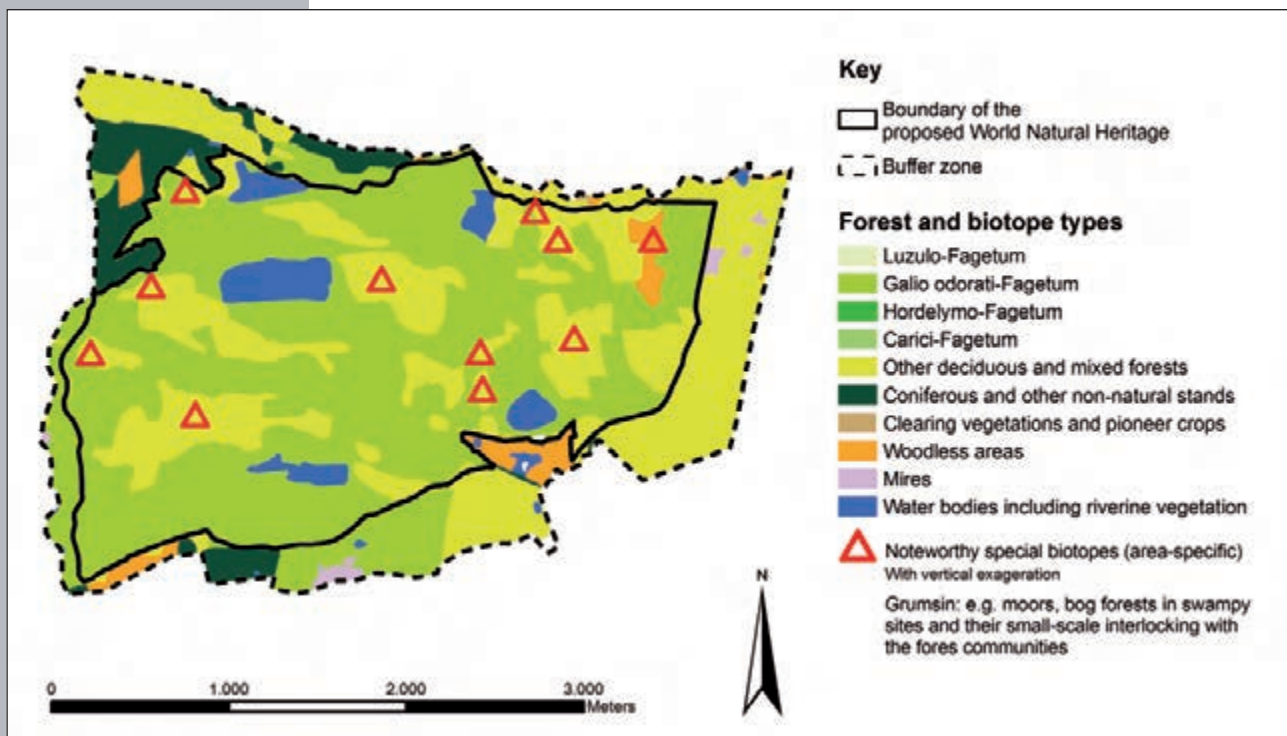 Key
Boundary of the
proposed World Natural Heritage
Buffer zone
Forest and biotope types
Luzulo-Fagetum
Galio odorati-Fagetum
Hordelymo-Fagetum
Carici-Fagetum
Other deciduous and mixed forests
Coniferous and other non-natural stands
Clearing vegetations and pioneer crops
Woodless areas
Mires
Water bodies including riverine vegetation
Noteworthy special biotopes (area-specific)
With vertical exageration
Grumsin: e.g. moors, bog forests in swampy
sites and their small-scale interlocking with
the fores communities
N
0 1.000 2.000 3.000
Meters